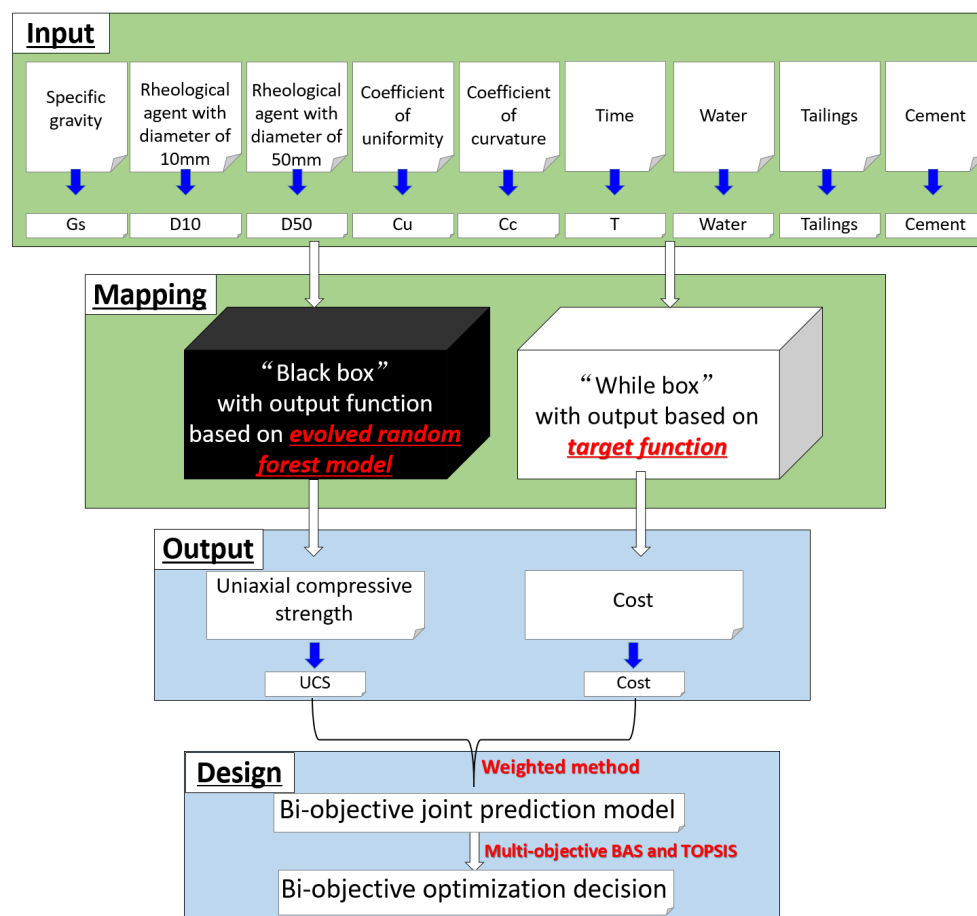 Input
Specific
gravity
Rheological
agent with
diameter of
10mm
Rheological
agent with
diameter of
50mm
Coefficient
of
uniformity
Coefficient
of
curvature
Time
Water
Tailings
Cement
Gs
D10
D50
Cu
Cc
T
Water
Tailings
Cement
Mapping
“Black box”
with output function
based on evolved random
forest model
“While box”
with output based on
target function
Output
Uniaxial compressive
strength
Cost
UCS
Cost
Design
Weighted method
Bi-objective joint prediction model
Multi-objective BAS and TOPSIS
Bi-objective optimization decision